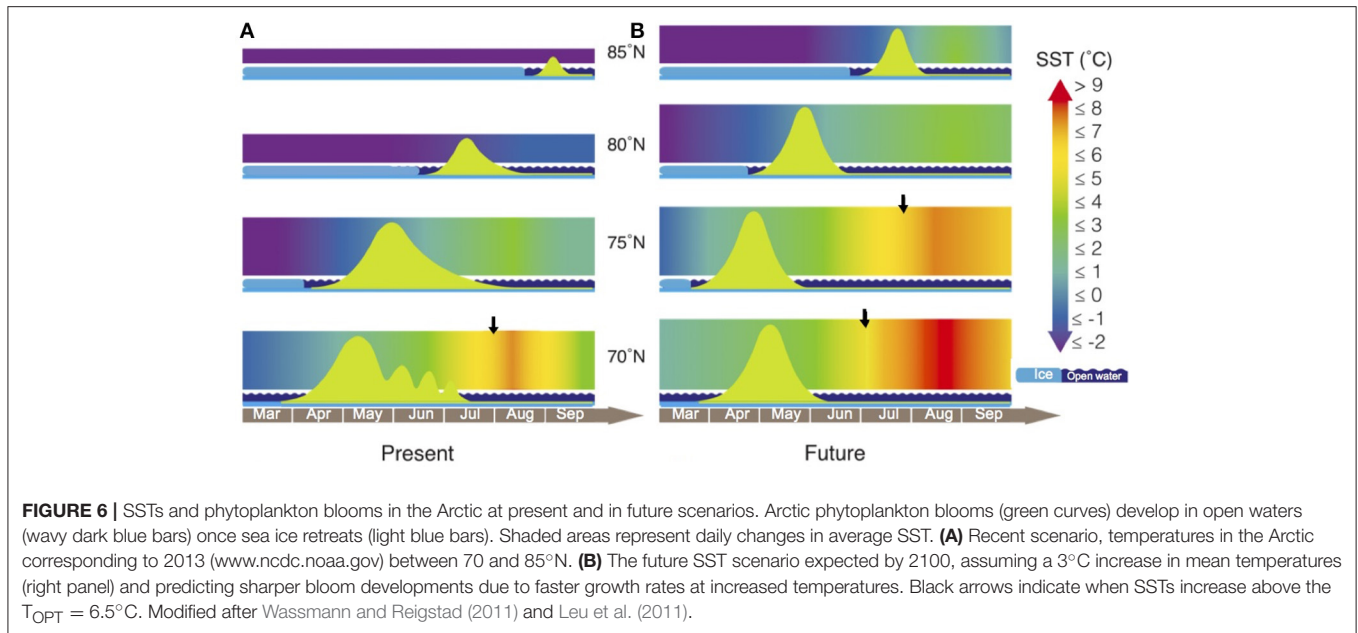 A
B
85°N
80°N
75°N
70°N
SST (°C)
> 9
≤ 8
≤ 7
≤ 6
≤ 5
≤ 4
≤ 3
≤ 2
≤ 1
≤ 0
≤ -1
≤ -2
Ice Open water
Mar Apr May Jun Jul Aug Sep
Mar Apr May Jun Jul Aug Sep
Present
Future
FIGURE 6 | SSTs and phytoplankton blooms in the Arctic at present and in future scenarios. Arctic phytoplankton blooms (green curves) develop in open waters
(wavy dark blue bars) once sea ice retreats (light blue bars). Shaded areas represent daily changes in average SST. (A) Recent scenario, temperatures in the Arctic
corresponding to 2013 (www.ncdc.noaa.gov) between 70 and 85°N. (B) The future SST scenario expected by 2100, assuming a 3°C increase in mean temperatures
(right panel) and predicting sharper bloom developments due to faster growth rates at increased temperatures. Black arrows indicate when SSTs increase above the
TOPT = 6.5°C. Modified after Wassmann and Reigstad (2011) and Leu et al. (2011).